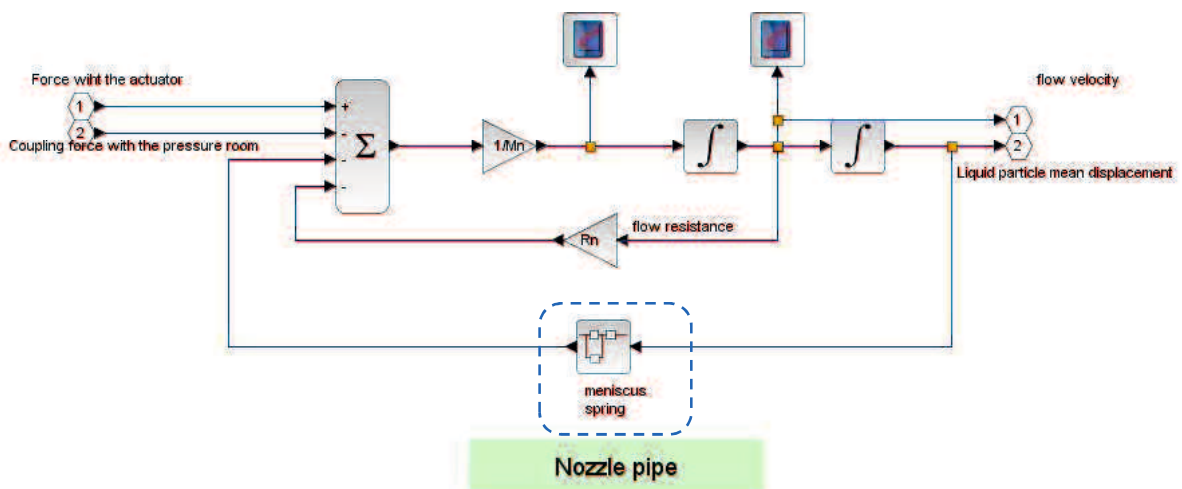 Force wiht the actuator
1
2
Coupling force with the pressure room
+
-
-
-
Σ
1/Mn
∫
∫
flow velocity
1
2
Liquid particle mean displacement
Rn
flow resistance
meniscus
spring
Nozzle pipe